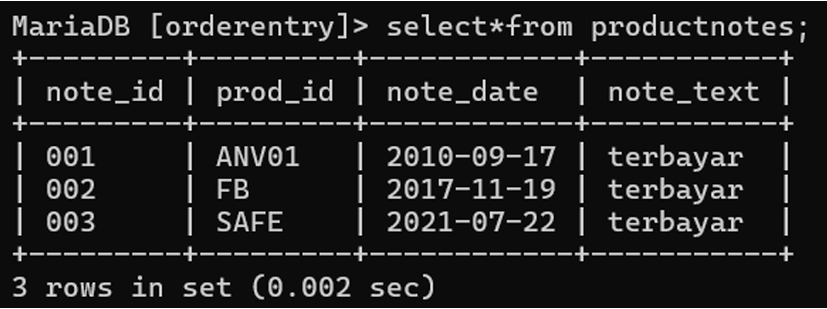 MariaDB [orderentry]> select*from productnotes;
+---------+---------+------------+-----------+
| note_id | prod_id | note_date  | note_text |
+---------+---------+------------+-----------+
| 001     | ANV01   | 2010-09-17 | terbayar  |
| 002     | FB      | 2017-11-19 | terbayar  |
| 003     | SAFE    | 2021-07-22 | terbayar  |
+---------+---------+------------+-----------+
3 rows in set (0.002 sec)